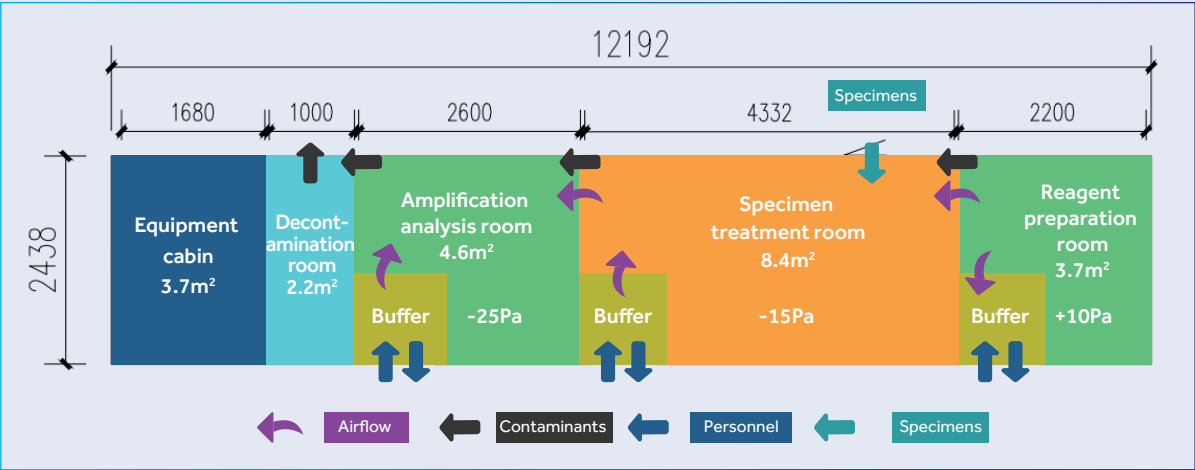 12192
1680
1000
2600
4332
Specimens
2200
2438
Equipment
cabin
3.7m²
Decont-
amination
room
2.2m²
Amplification
analysis room
4.6m²
Buffer
-25Pa
Specimen
treatment room
8.4m²
Buffer
-15Pa
Reagent
preparation
room
3.7m²
Buffer
+10Pa
Airflow
Contaminants
Personnel
Specimens